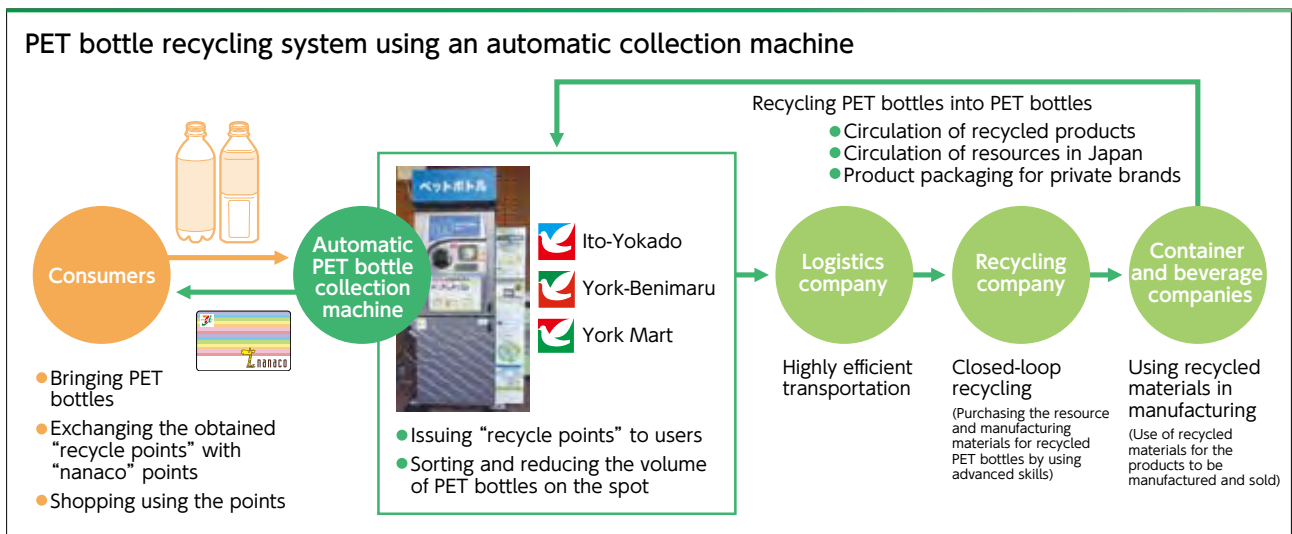 PET bottle recycling system using an automatic collection machine
Recycling PET bottles into PET bottles
●Circulation of recycled products
●Circulation of resources in Japan
●Product packaging for private brands
Consumers
nanaco
●Bringing PET
bottles
●Exchanging the obtained
“recycle points” with
“nanaco” points
●Shopping using the points
Automatic
PET bottle
collection
machine
ペットボトル
Ito-Yokado
York-Benimaru
York Mart
●Issuing “recycle points” to users
●Sorting and reducing the volume
of PET bottles on the spot
Logistics
company
Highly efficient
transportation
Recycling
company
Closed-loop
recycling
(Purchasing the resource
and manufacturing
materials for recycled
PET bottles by using
advanced skills)
Container
and beverage
companies
Using recycled
materials in
manufacturing
(Use of recycled
materials for the
products to be
manufactured and sold)